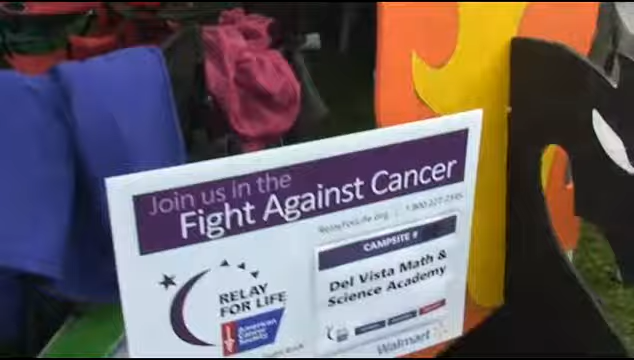 Join us in the
Fight Against Cancer
RelayForLife.org | 1-800-227-2345
CAMPSITE #
Del Vista Math &
Science Academy
RELAY
FOR LIFE
American
Cancer
Society
Walmart